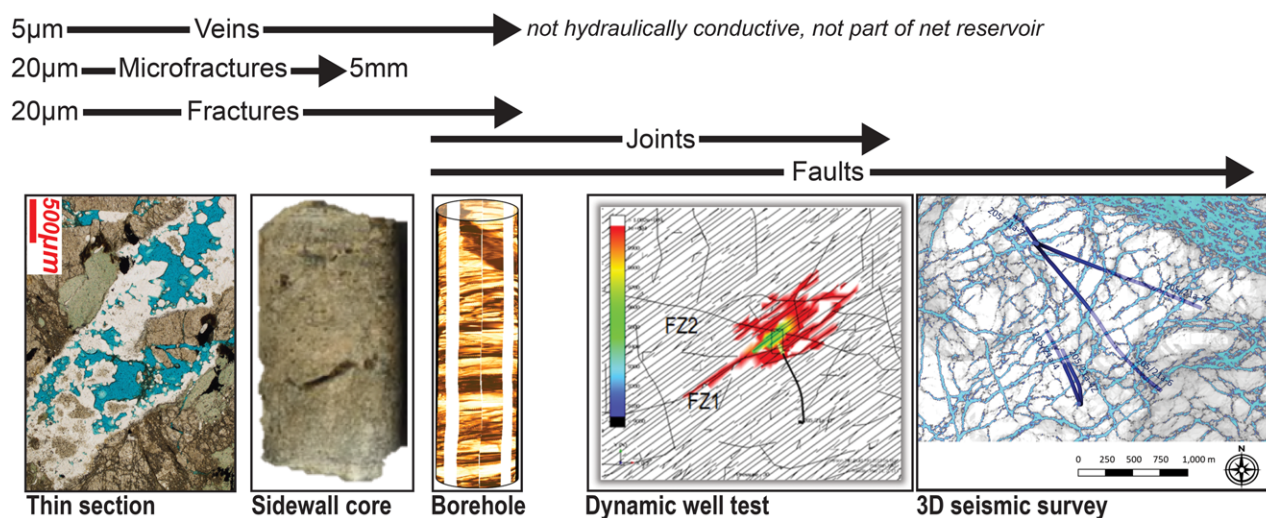 5µm Veins not hydraulically conductive, not part of net reservoir
20µm Microfractures 5mm
20µm Fractures
Joints
Faults
500µm
FZ2
FZ1
N
0 250 500 750 1,000 m
Thin section Sidewall core Borehole Dynamic well test 3D seismic survey